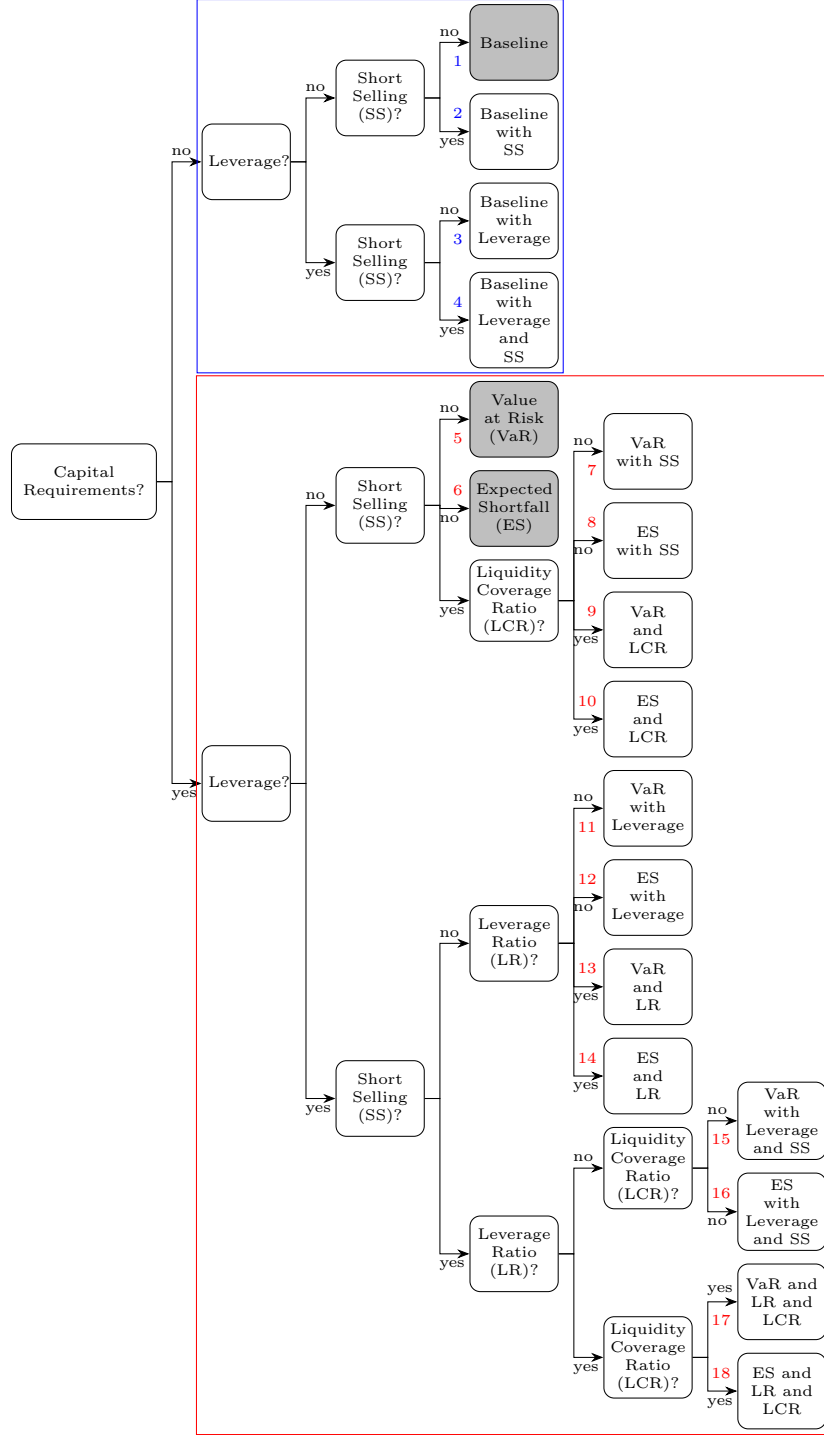 Capital
Requirements?
no
Leverage?
no
Short
Selling
(SS)?
no
1
Baseline
2
yes
Baseline
with
SS
yes
Short
Selling
(SS)?
no
3
Baseline
with
Leverage
4
yes
Baseline
with
Leverage
and
SS
yes
Leverage?
no
Short
Selling
(SS)?
no
5
Value
at Risk
(VaR)
6
no
Expected
Shortfall
(ES)
yes
Liquidity
Coverage
Ratio
(LCR)?
no
7
VaR
with SS
8
no
ES
with SS
9
yes
VaR
and
LCR
10
yes
ES
and
LCR
yes
Short
Selling
(SS)?
no
Leverage
Ratio
(LR)?
no
11
VaR
with
Leverage
12
no
ES
with
Leverage
13
yes
VaR
and
LR
14
yes
ES
and
LR
yes
Leverage
Ratio
(LR)?
no
Liquidity
Coverage
Ratio
(LCR)?
no
15
VaR
with
Leverage
and SS
16
no
ES
with
Leverage
and SS
yes
Liquidity
Coverage
Ratio
(LCR)?
yes
17
VaR and
LR and
LCR
18
yes
ES and
LR and
LCR